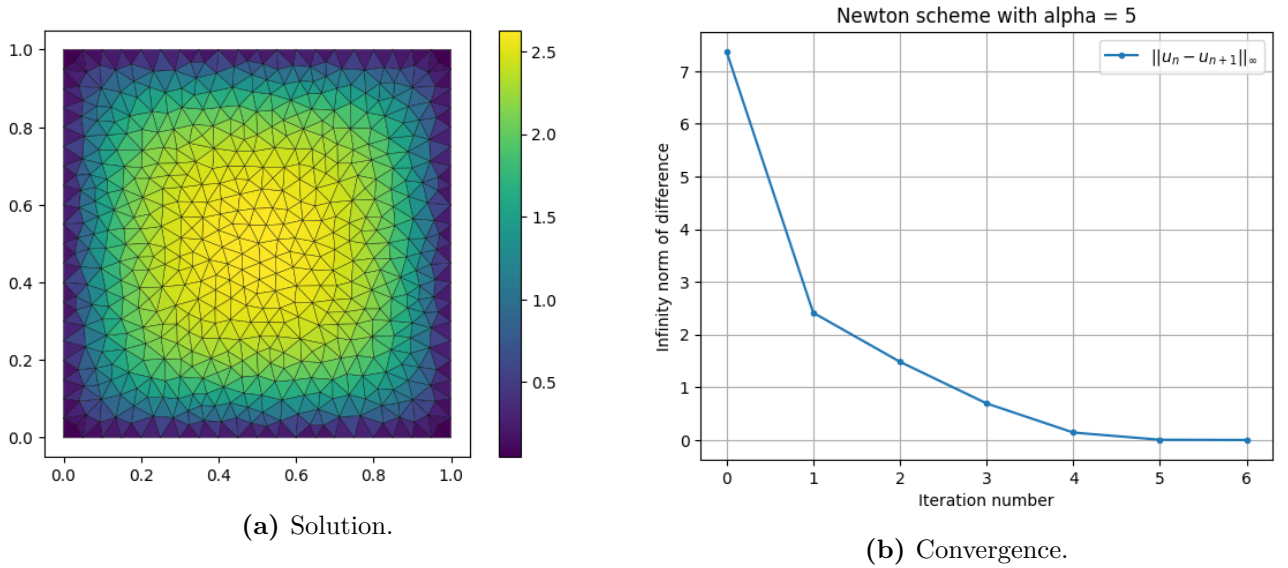 1.0
0.8
0.6
0.4
0.2
0.0
0.0 0.2 0.4 0.6 0.8 1.0
2.5
2.0
1.5
1.0
0.5
(a) Solution.
Newton scheme with alpha = 5
||u_n − u_{n+1}||_∞
Infinity norm of difference
7
6
5
4
3
2
1
0
0 1 2 3 4 5 6
Iteration number
(b) Convergence.